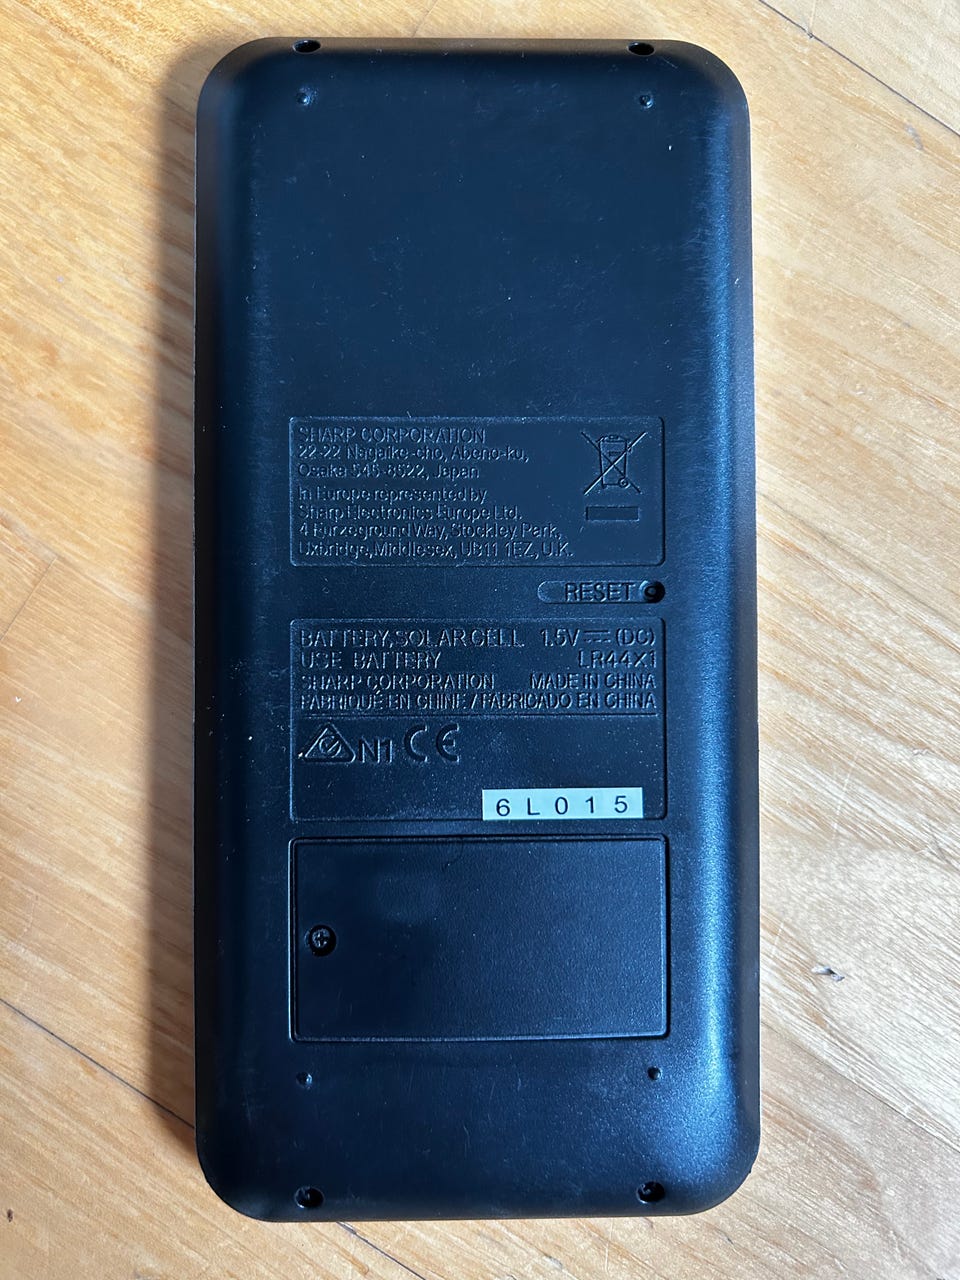 SHARP CORPORATION
22-22 Nagaike-cho, Abeno-ku,
Osaka 545-8522, Japan
In Europe represented by
Sharp Electronics Europe Ltd.
4 Furzeground Way, Stockley Park,
Uxbridge, Middlesex, UB11 1EZ, U.K.
RESET
BATTERY, SOLAR CELL 1.5V ⎓ (DC)
USE BATTERY LR44X1
SHARP CORPORATION MADE IN CHINA
FABRIQUÉ EN CHINE / FABRICADO EN CHINA
N1 CE
6L015